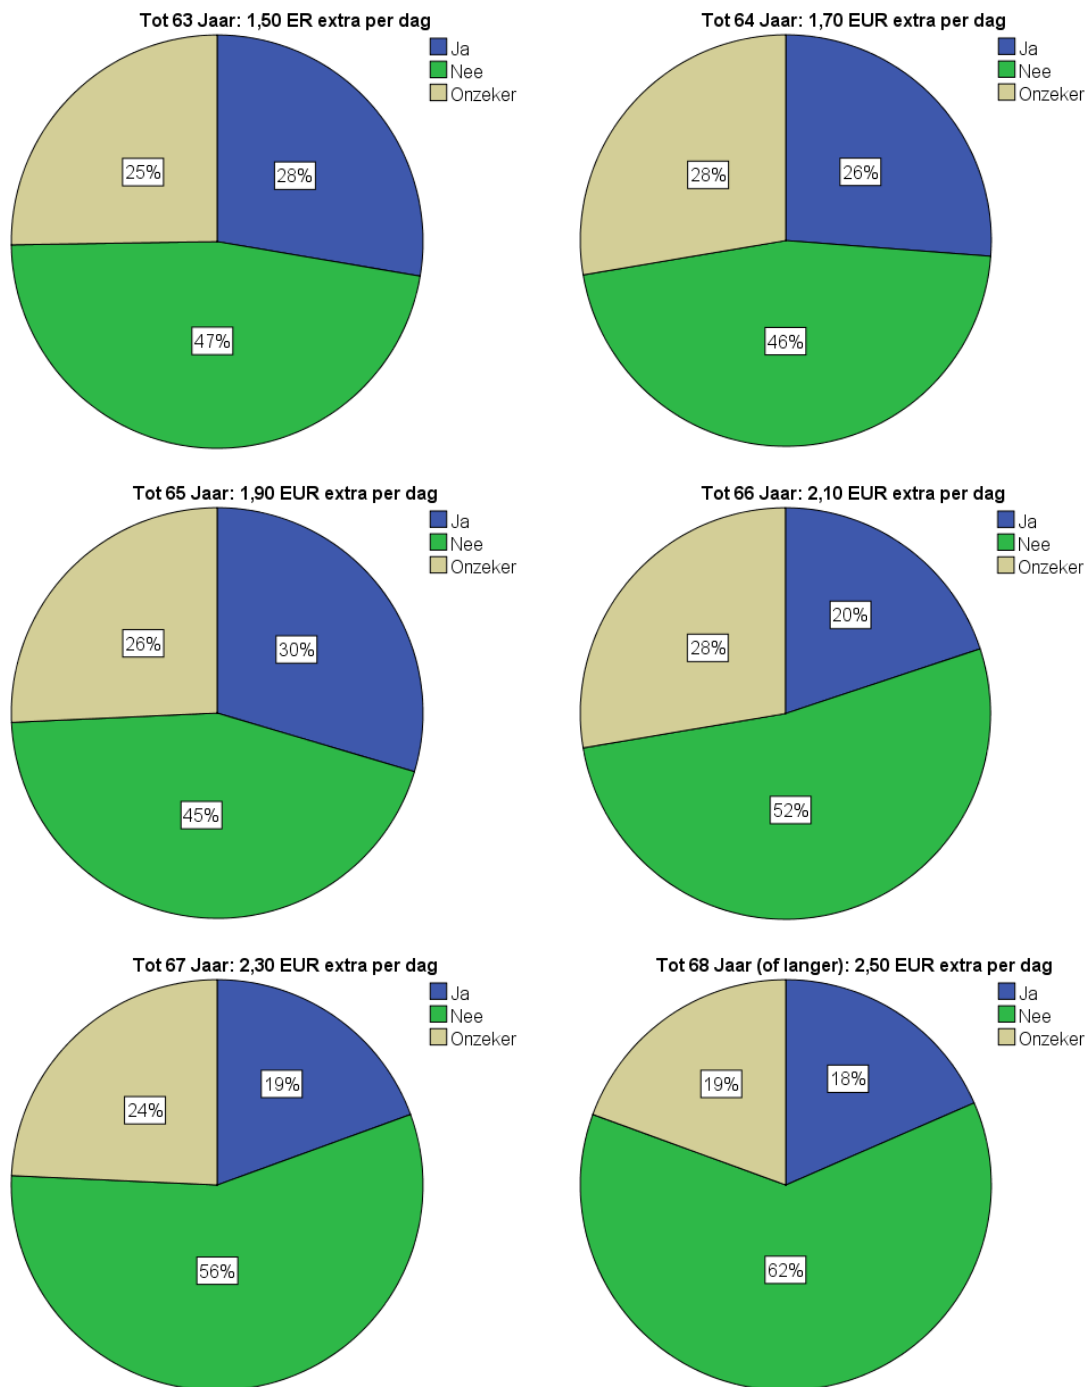 Tot 63 Jaar: 1,50 ER extra per dag
Ja
Nee
Onzeker
25%
28%
47%
Tot 64 Jaar: 1,70 EUR extra per dag
Ja
Nee
Onzeker
28%
26%
46%
Tot 65 Jaar: 1,90 EUR extra per dag
Ja
Nee
Onzeker
26%
30%
45%
Tot 66 Jaar: 2,10 EUR extra per dag
Ja
Nee
Onzeker
28%
20%
52%
Tot 67 Jaar: 2,30 EUR extra per dag
Ja
Nee
Onzeker
24%
19%
56%
Tot 68 Jaar (of langer): 2,50 EUR extra per dag
Ja
Nee
Onzeker
19%
18%
62%